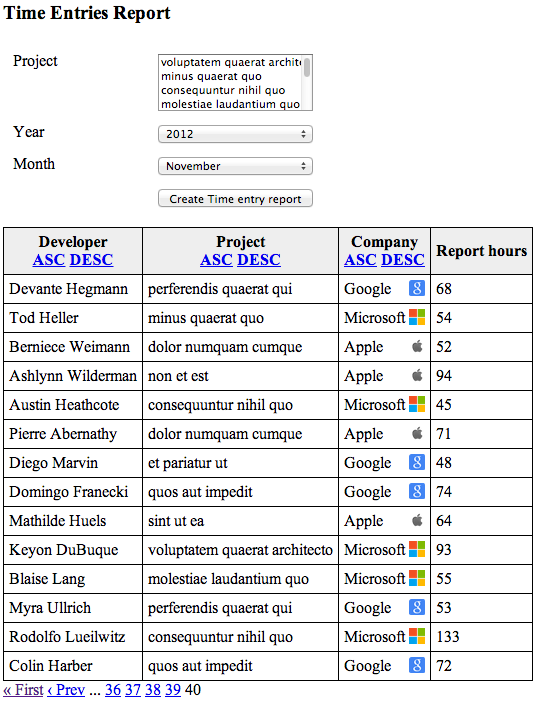 Time Entries Report
Project
voluptatem quaerat archite
minus quaerat quo
consequuntur nihil quo
molestiae laudantium quo
Year 2012
Month November
Create Time entry report
Developer Project Company Report hours
ASC DESC ASC DESC ASC DESC
Devante Hegmann perferendis quaerat qui Google 8 68
Tod Heller minus quaerat quo Microsoft 54
Berniece Weimann dolor numquam cumque Apple 52
Ashlynn Wilderman non et est Apple 94
Austin Heathcote consequuntur nihil quo Microsoft 45
Pierre Abernathy dolor numquam cumque Apple 71
Diego Marvin et pariatur ut Google 8 48
Domingo Franecki quos aut impedit Google 8 74
Mathilde Huels sint ut ea Apple 64
Keyon DuBuque voluptatem quaerat architecto Microsoft 93
Blaise Lang molestiae laudantium quo Microsoft 55
Myra Ullrich perferendis quaerat qui Google 8 53
Rodolfo Lueilwitz consequuntur nihil quo Microsoft 133
Colin Harber quos aut impedit Google 8 72
« First ‹ Prev ... 36 37 38 39 40